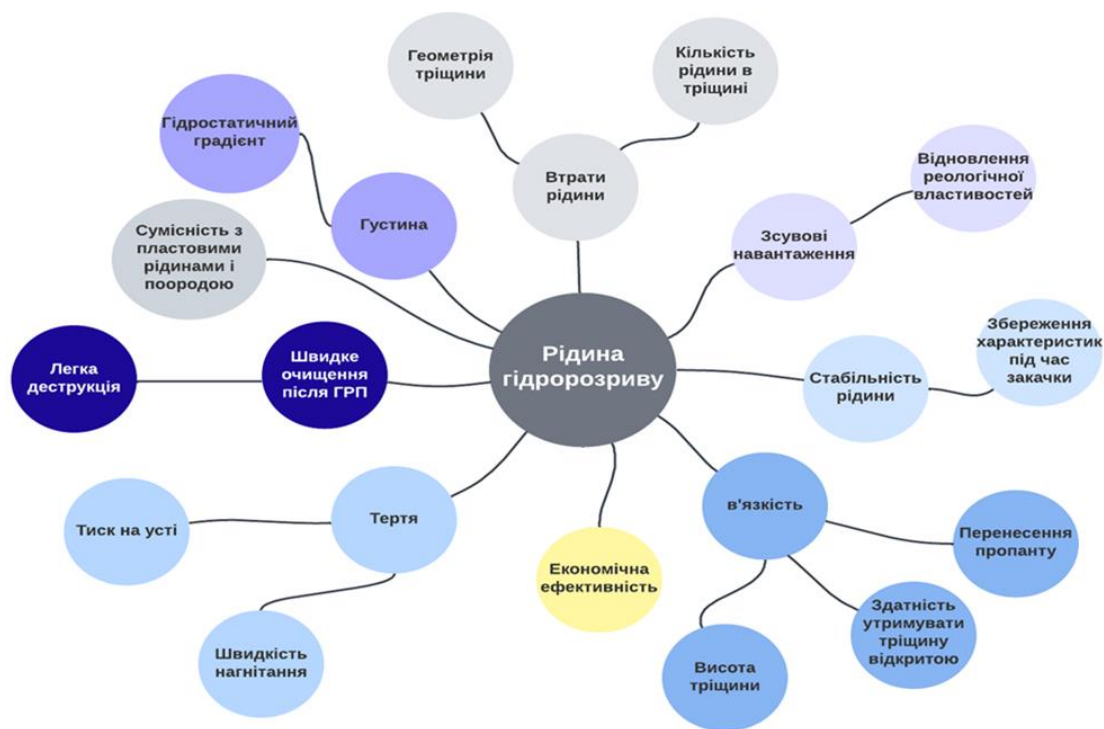 Геометрія
тріщини
Кількість
рідини в
тріщині
Гідростатичний
градієнт
Втрати
рідини
Відновлення
реологічної
властивостей
Густина
Зсувові
навантаження
Сумісність з
пластовими
рідинами і
поородою
Рідина
гідророзриву
Збереження
характеристик
під час
закачки
Легка
деструкція
Швидке
очищення
після ГРП
Стабільність
рідини
Тиск на усті
Тертя
в'язкість
Перенесення
пропанту
Економічна
ефективність
Здатність
утримувати
тріщину
відкритою
Швидкість
нагнітання
Висота
тріщини